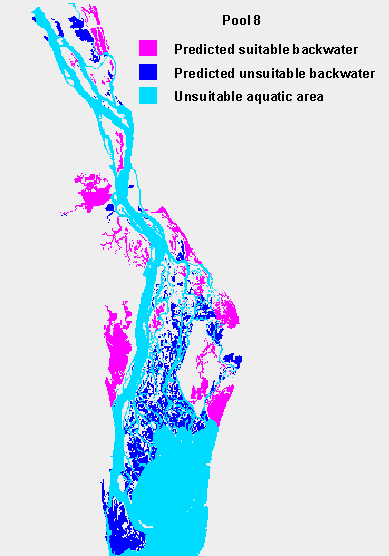 Pool 8
Predicted suitable backwater
Predicted unsuitable backwater
Unsuitable aquatic area